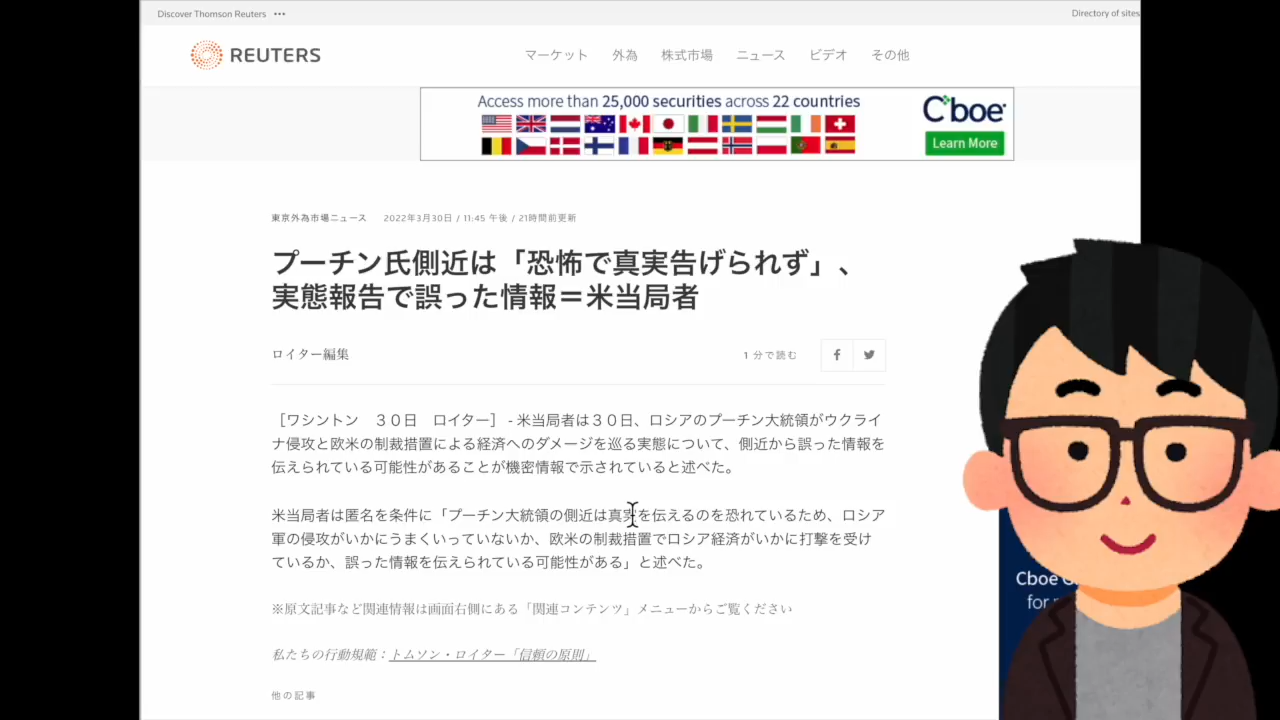 Discover Thomson Reuters •••
Directory of sites
REUTERS
マーケット 外為 株式市場 ニュース ビデオ その他
Access more than 25,000 securities across 22 countries
Cboe
Learn More
東京外為市場ニュース 2022年3月30日 / 11:45 午後 / 21時間前更新
プーチン氏側近は「恐怖で真実告げられず」、
実態報告で誤った情報＝米当局者
ロイター編集
1 分で読む
［ワシントン　３０日　ロイター］ - 米当局者は３０日、ロシアのプーチン大統領がウクライ
ナ侵攻と欧米の制裁措置による経済へのダメージを巡る実態について、側近から誤った情報を
伝えられている可能性があることが機密情報で示されていると述べた。
米当局者は匿名を条件に「プーチン大統領の側近は真実を伝えるのを恐れているため、ロシア
軍の侵攻がいかにうまくいっていないか、欧米の制裁措置でロシア経済がいかに打撃を受け
ているか、誤った情報を伝えられている可能性がある」と述べた。
※原文記事など関連情報は画面右側にある「関連コンテンツ」メニューからご覧ください
私たちの行動規範：トムソン・ロイター「信頼の原則」
他の記事
Cboe
for